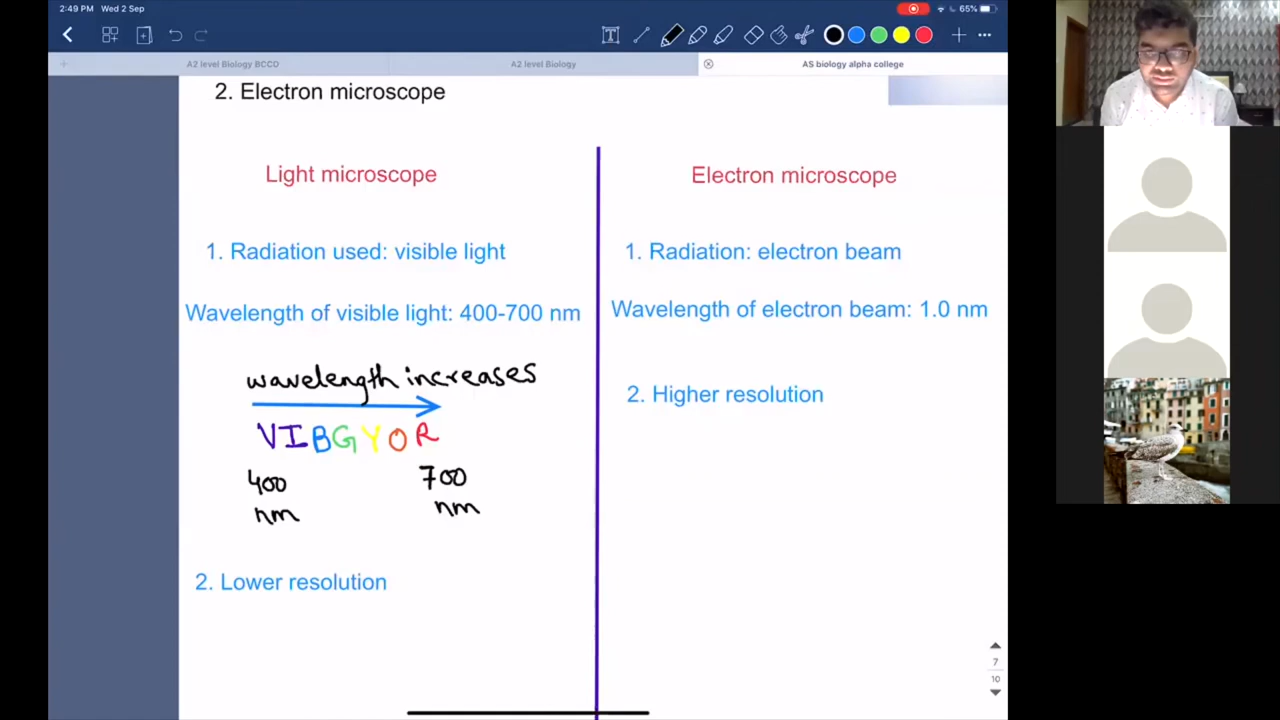 2:49 PM Wed 2 Sep
65%
A2 level Biology BCCO
A2 level Biology
AS biology alpha college
2. Electron microscope
Light microscope
1. Radiation used: visible light
Wavelength of visible light: 400-700 nm
wavelength increases
VIBGYOR
400 nm
700 nm
2. Lower resolution
Electron microscope
1. Radiation: electron beam
Wavelength of electron beam: 1.0 nm
2. Higher resolution
7
10